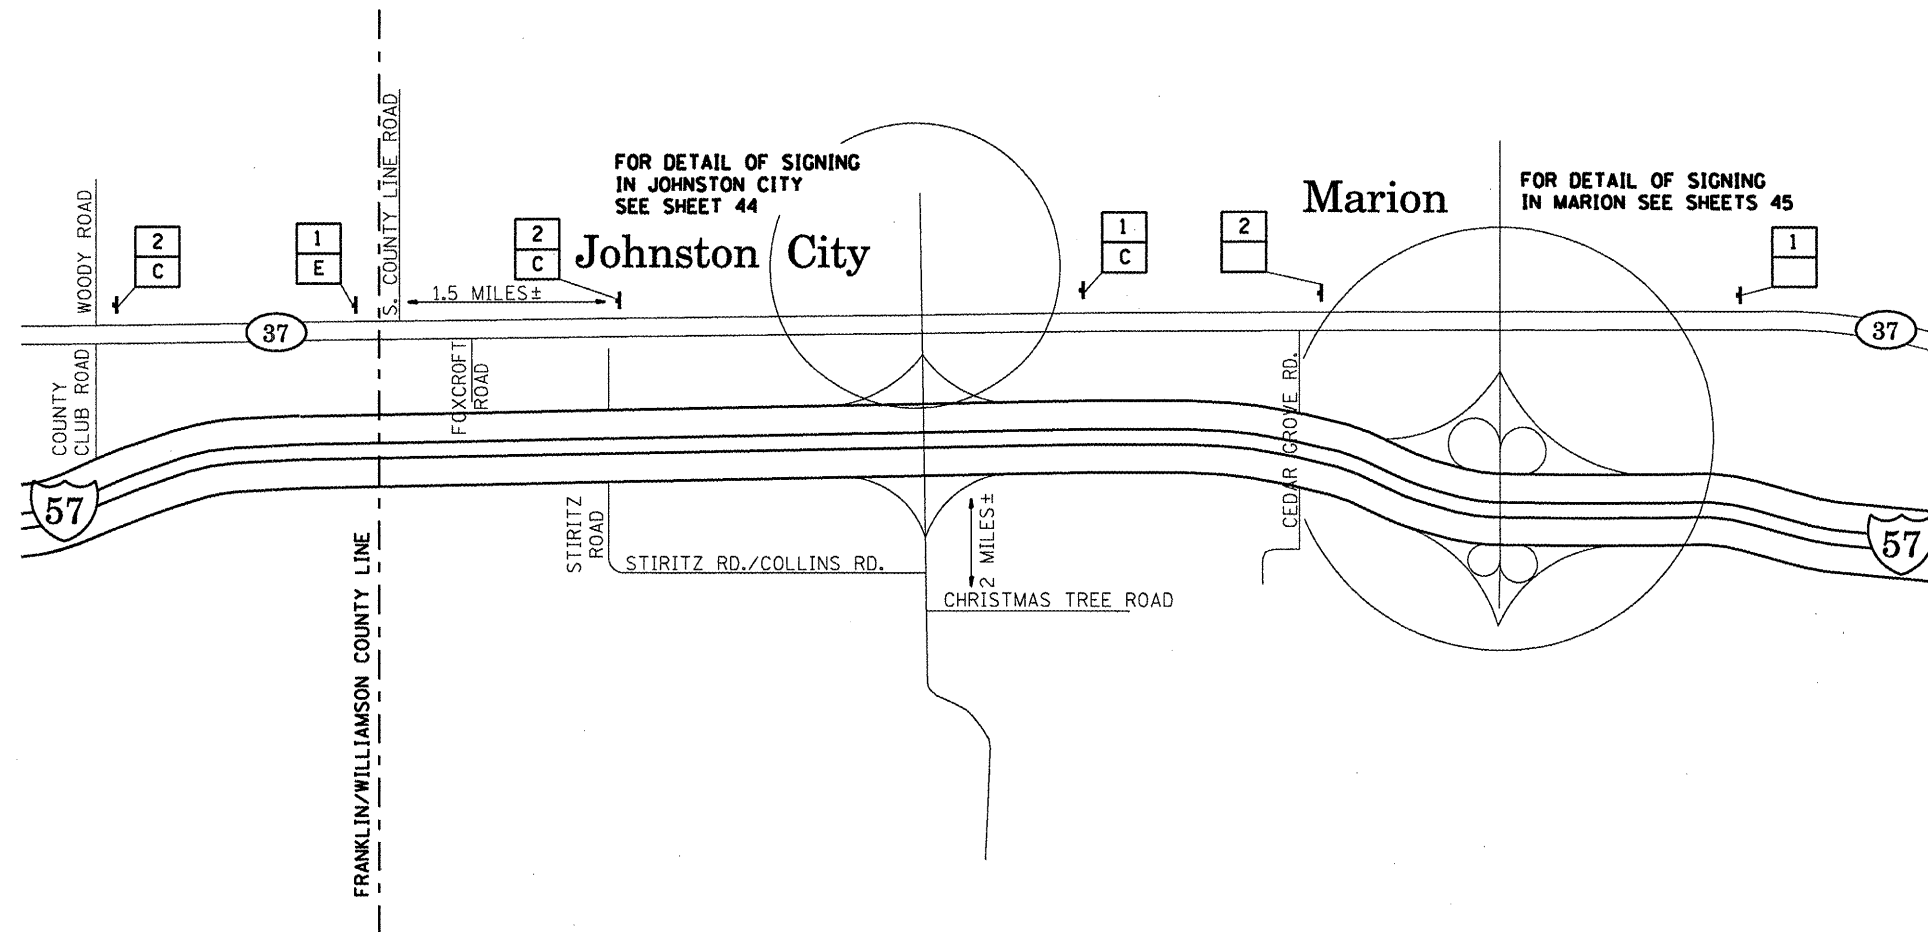 WOODY ROAD
2
C
1
E
S. COUNTY LINE ROAD
1.5 MILES±
2
C
FOR DETAIL OF SIGNING
IN JOHNSTON CITY
SEE SHEET 44
Johnston City
1
C
2
Marion
FOR DETAIL OF SIGNING
IN MARION SEE SHEETS 45
1
37
37
COUNTY
CLUB ROAD
FOXCROFT
ROAD
CEDAR GROVE RD.
57
57
STIRITZ
ROAD
STIRITZ RD./COLLINS RD.
2 MILES±
CHRISTMAS TREE ROAD
FRANKLIN/WILLIAMSON COUNTY LINE